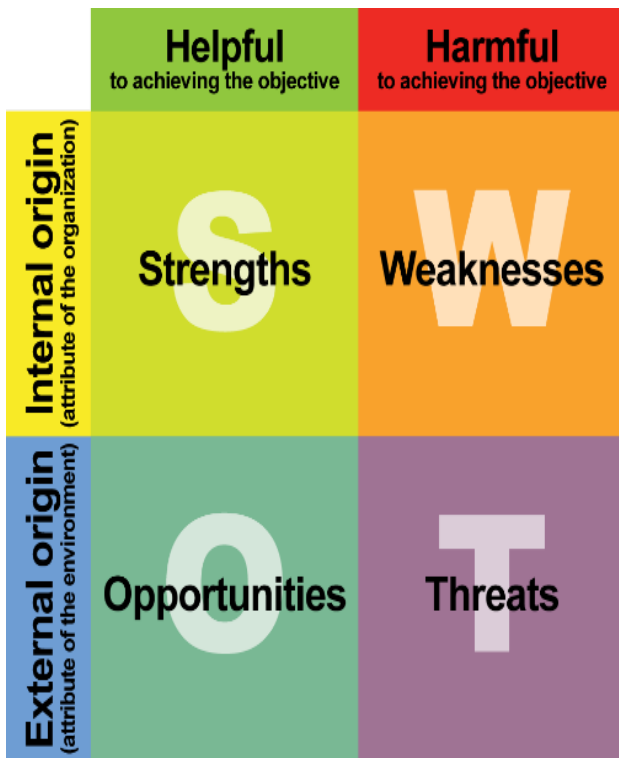 Helpful
to achieving the objective
Harmful
to achieving the objective
Internal origin
(attribute of the organization)
S
Strengths
W
Weaknesses
External origin
(attribute of the environment)
O
Opportunities
T
Threats